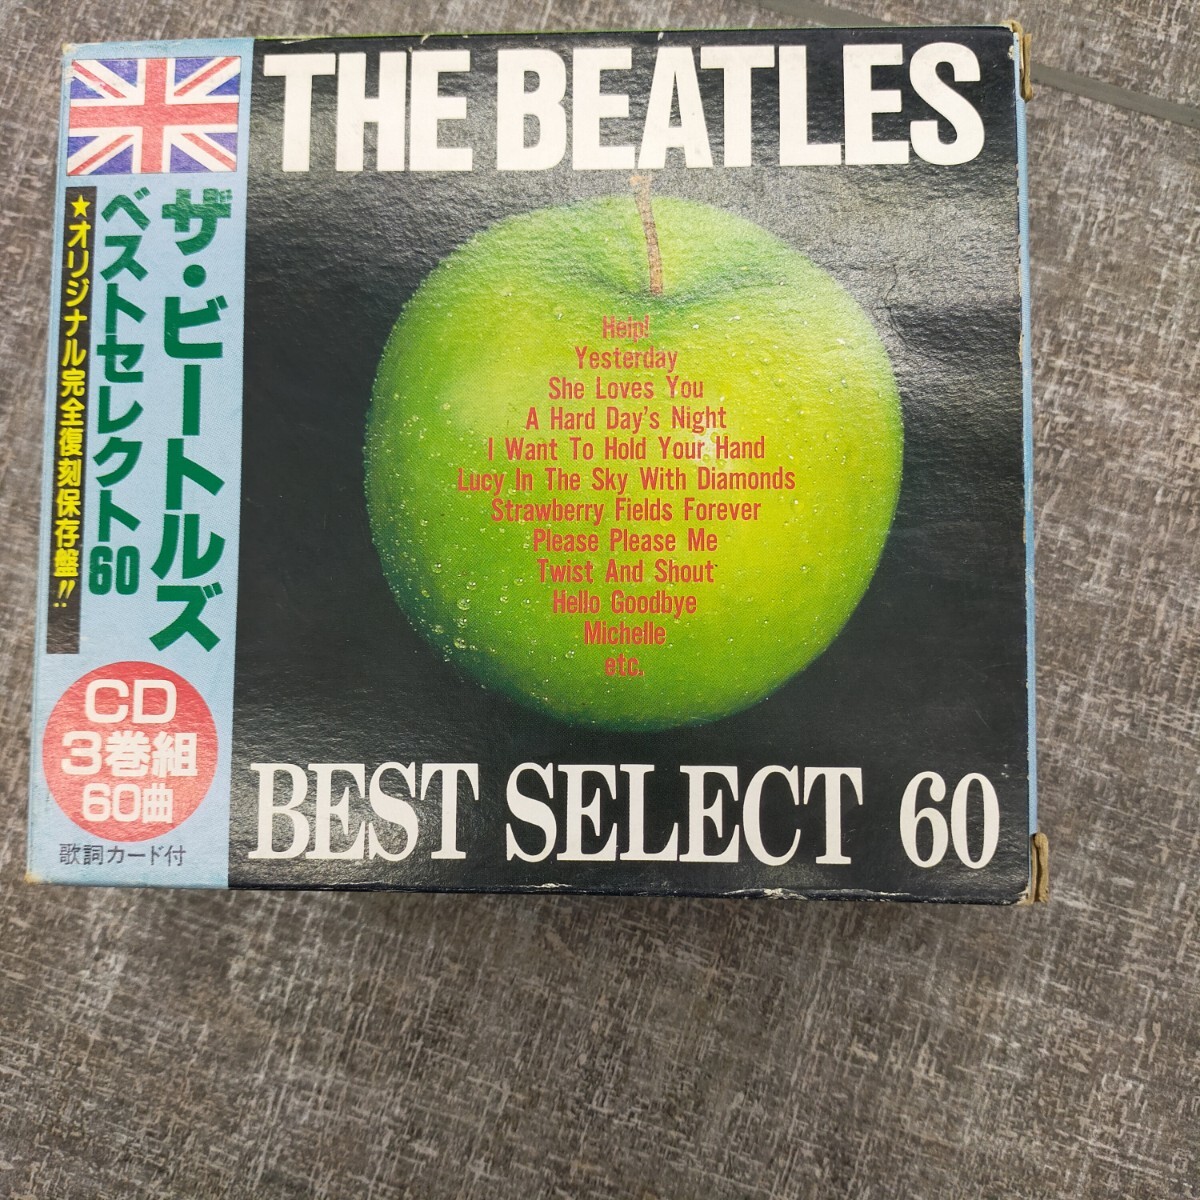 THE BEATLES
ザ・ビートルズ
ベストセレクト60
★オリジナル完全復刻保存盤!!
CD
3巻組
60曲
歌詞カード付
Help!
Yesterday
She Loves You
A Hard Day's Night
I Want To Hold Your Hand
Lucy In The Sky With Diamonds
Strawberry Fields Forever
Please Please Me
Twist And Shout
Hello Goodbye
Michelle
etc.
BEST SELECT 60